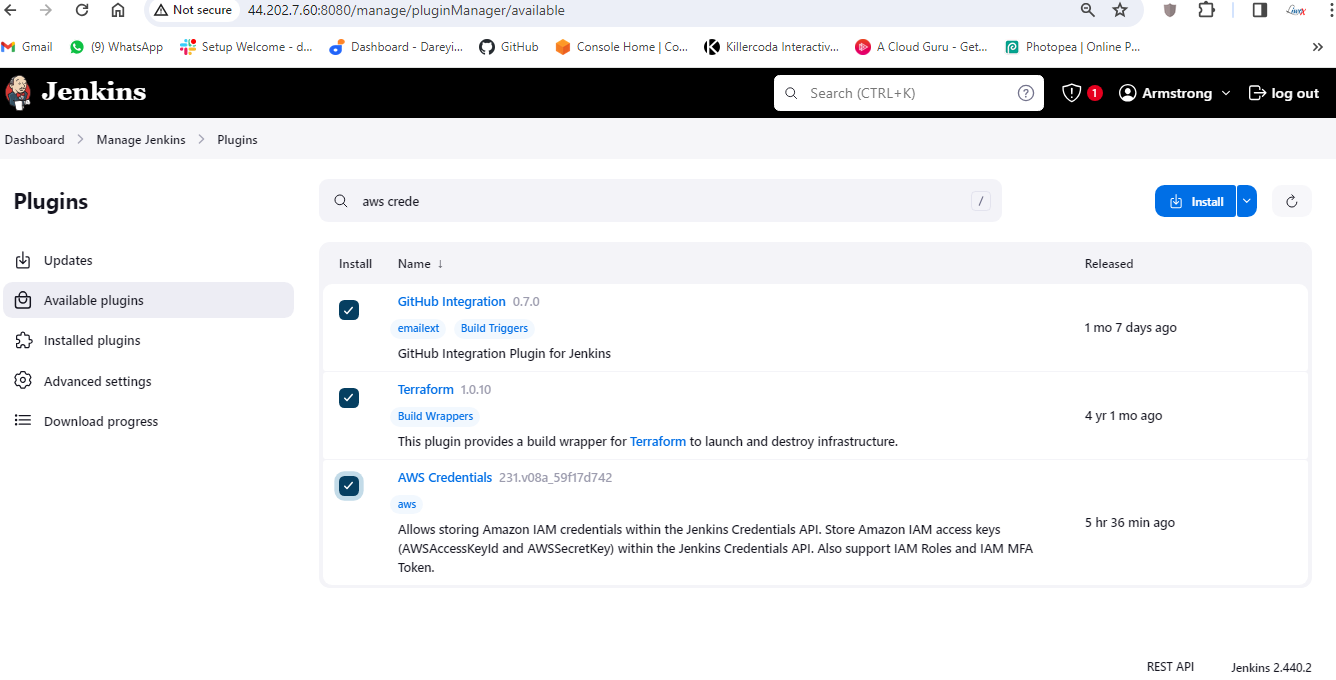 Not secure 44.202.7.60:8080/manage/pluginManager/available
Gmail (9) WhatsApp Setup Welcome - d... Dashboard - Dareyi... GitHub Console Home | Co... Killercoda Interactiv... A Cloud Guru - Get... Photopea | Online P... »
Jenkins Search (CTRL+K) ? 1 Armstrong log out
Dashboard Manage Jenkins Plugins
Plugins
aws crede /
Install
Updates
Available plugins
Installed plugins
Advanced settings
Download progress
Install Name ↓ Released
GitHub Integration 0.7.0
emailext Build Triggers
1 mo 7 days ago
GitHub Integration Plugin for Jenkins
Terraform 1.0.10
Build Wrappers
4 yr 1 mo ago
This plugin provides a build wrapper for Terraform to launch and destroy infrastructure.
AWS Credentials 231.v08a_59f17d742
aws
5 hr 36 min ago
Allows storing Amazon IAM credentials within the Jenkins Credentials API. Store Amazon IAM access keys
(AWSAccessKeyId and AWSSecretKey) within the Jenkins Credentials API. Also support IAM Roles and IAM MFA
Token.
REST API Jenkins 2.440.2